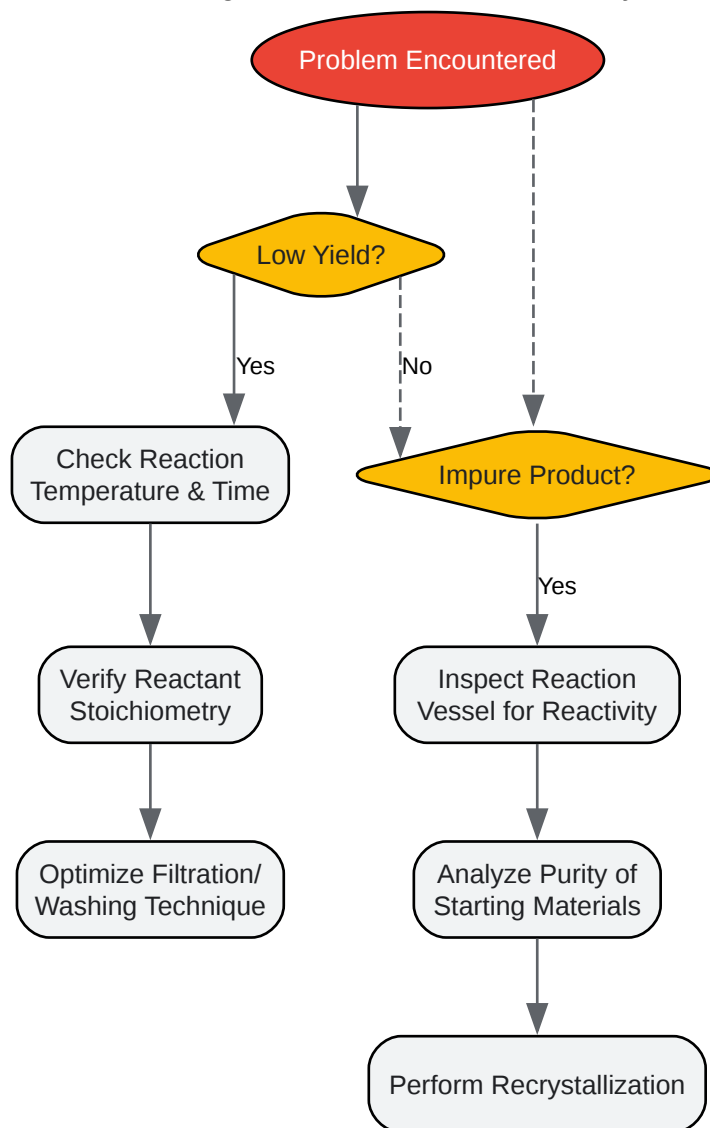 Problem Encountered
Low Yield?
Yes
No
Check Reaction
Temperature & Time
Impure Product?
Yes
Verify Reactant
Stoichiometry
Inspect Reaction
Vessel for Reactivity
Optimize Filtration/
Washing Technique
Analyze Purity of
Starting Materials
Perform Recrystallization